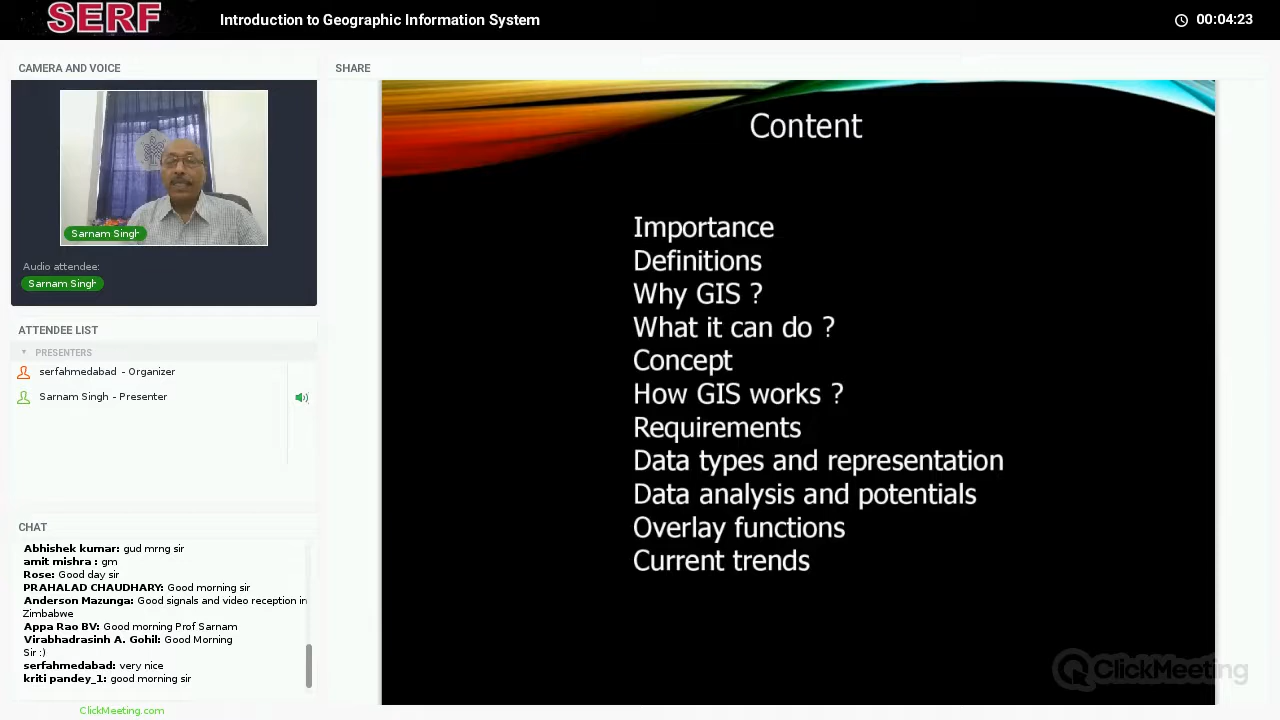 SERF
Introduction to Geographic Information System
00:04:23
CAMERA AND VOICE
Sarnam Singh
Audio attendee:
Sarnam Singh
ATTENDEE LIST
PRESENTERS
serfahmedabad - Organizer
Sarnam Singh - Presenter
CHAT
Abhishek kumar: gud mrng sir
amit mishra : gm
Rose: Good day sir
PRAHALAD CHAUDHARY: Good morning sir
Anderson Mazunga: Good signals and video reception in
Zimbabwe
Appa Rao BV: Good morning Prof Sarnam
Virabhadrasinh A. Gohil: Good Morning
Sir :)
serfahmedabad: very nice
kriti pandey_1: good morning sir
ClickMeeting.com
SHARE
Content
Importance
Definitions
Why GIS ?
What it can do ?
Concept
How GIS works ?
Requirements
Data types and representation
Data analysis and potentials
Overlay functions
Current trends
ClickMeeting